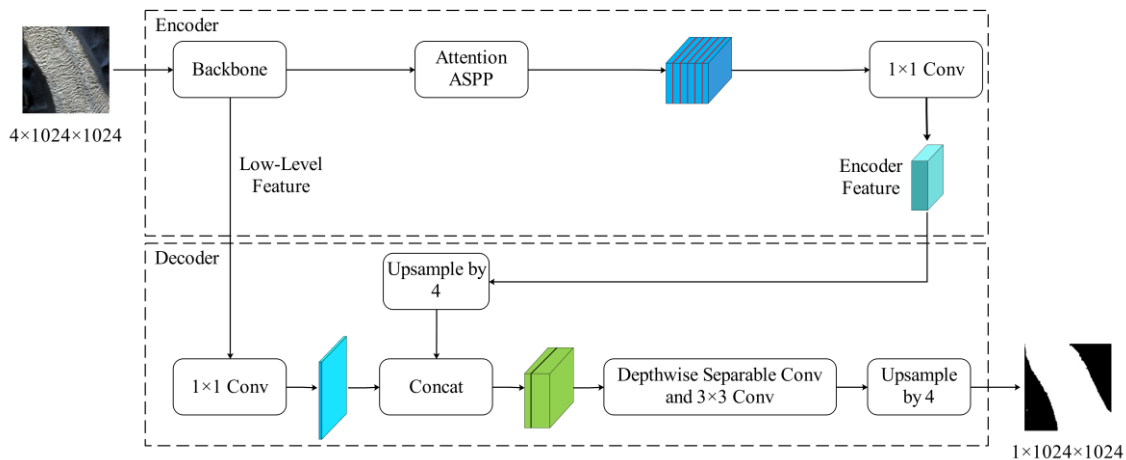 Encoder
Backbone
Attention
ASPP
1×1 Conv
4×1024×1024
Low-Level
Feature
Encoder
Feature
Decoder
Upsample by
4
1×1 Conv
Concat
Depthwise Separable Conv
and 3×3 Conv
Upsample
by 4
1×1024×1024